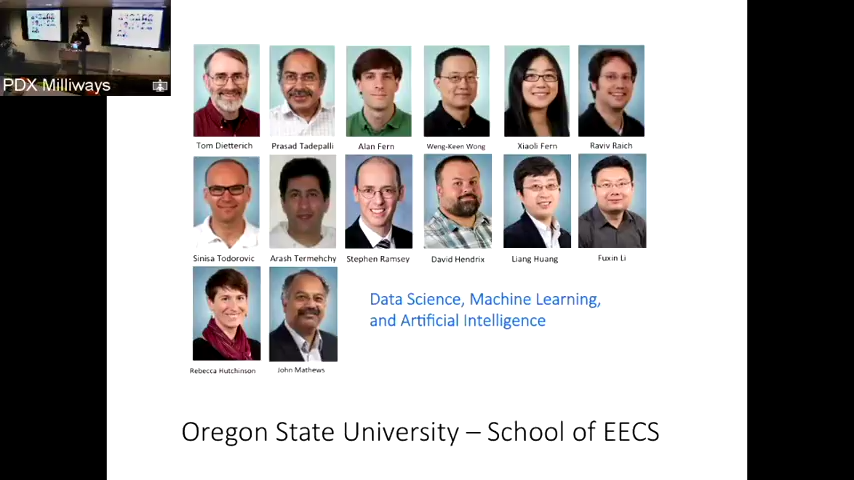 PDX Milliways
Tom Dietterich
Prasad Tadepalli
Alan Fern
Weng-Keen Wong
Xiaoli Fern
Raviv Raich
Sinisa Todorovic
Arash Termehchy
Stephen Ramsey
David Hendrix
Liang Huang
Fuxin Li
Data Science, Machine Learning,
and Artificial Intelligence
Rebecca Hutchinson
John Mathews
Oregon State University – School of EECS